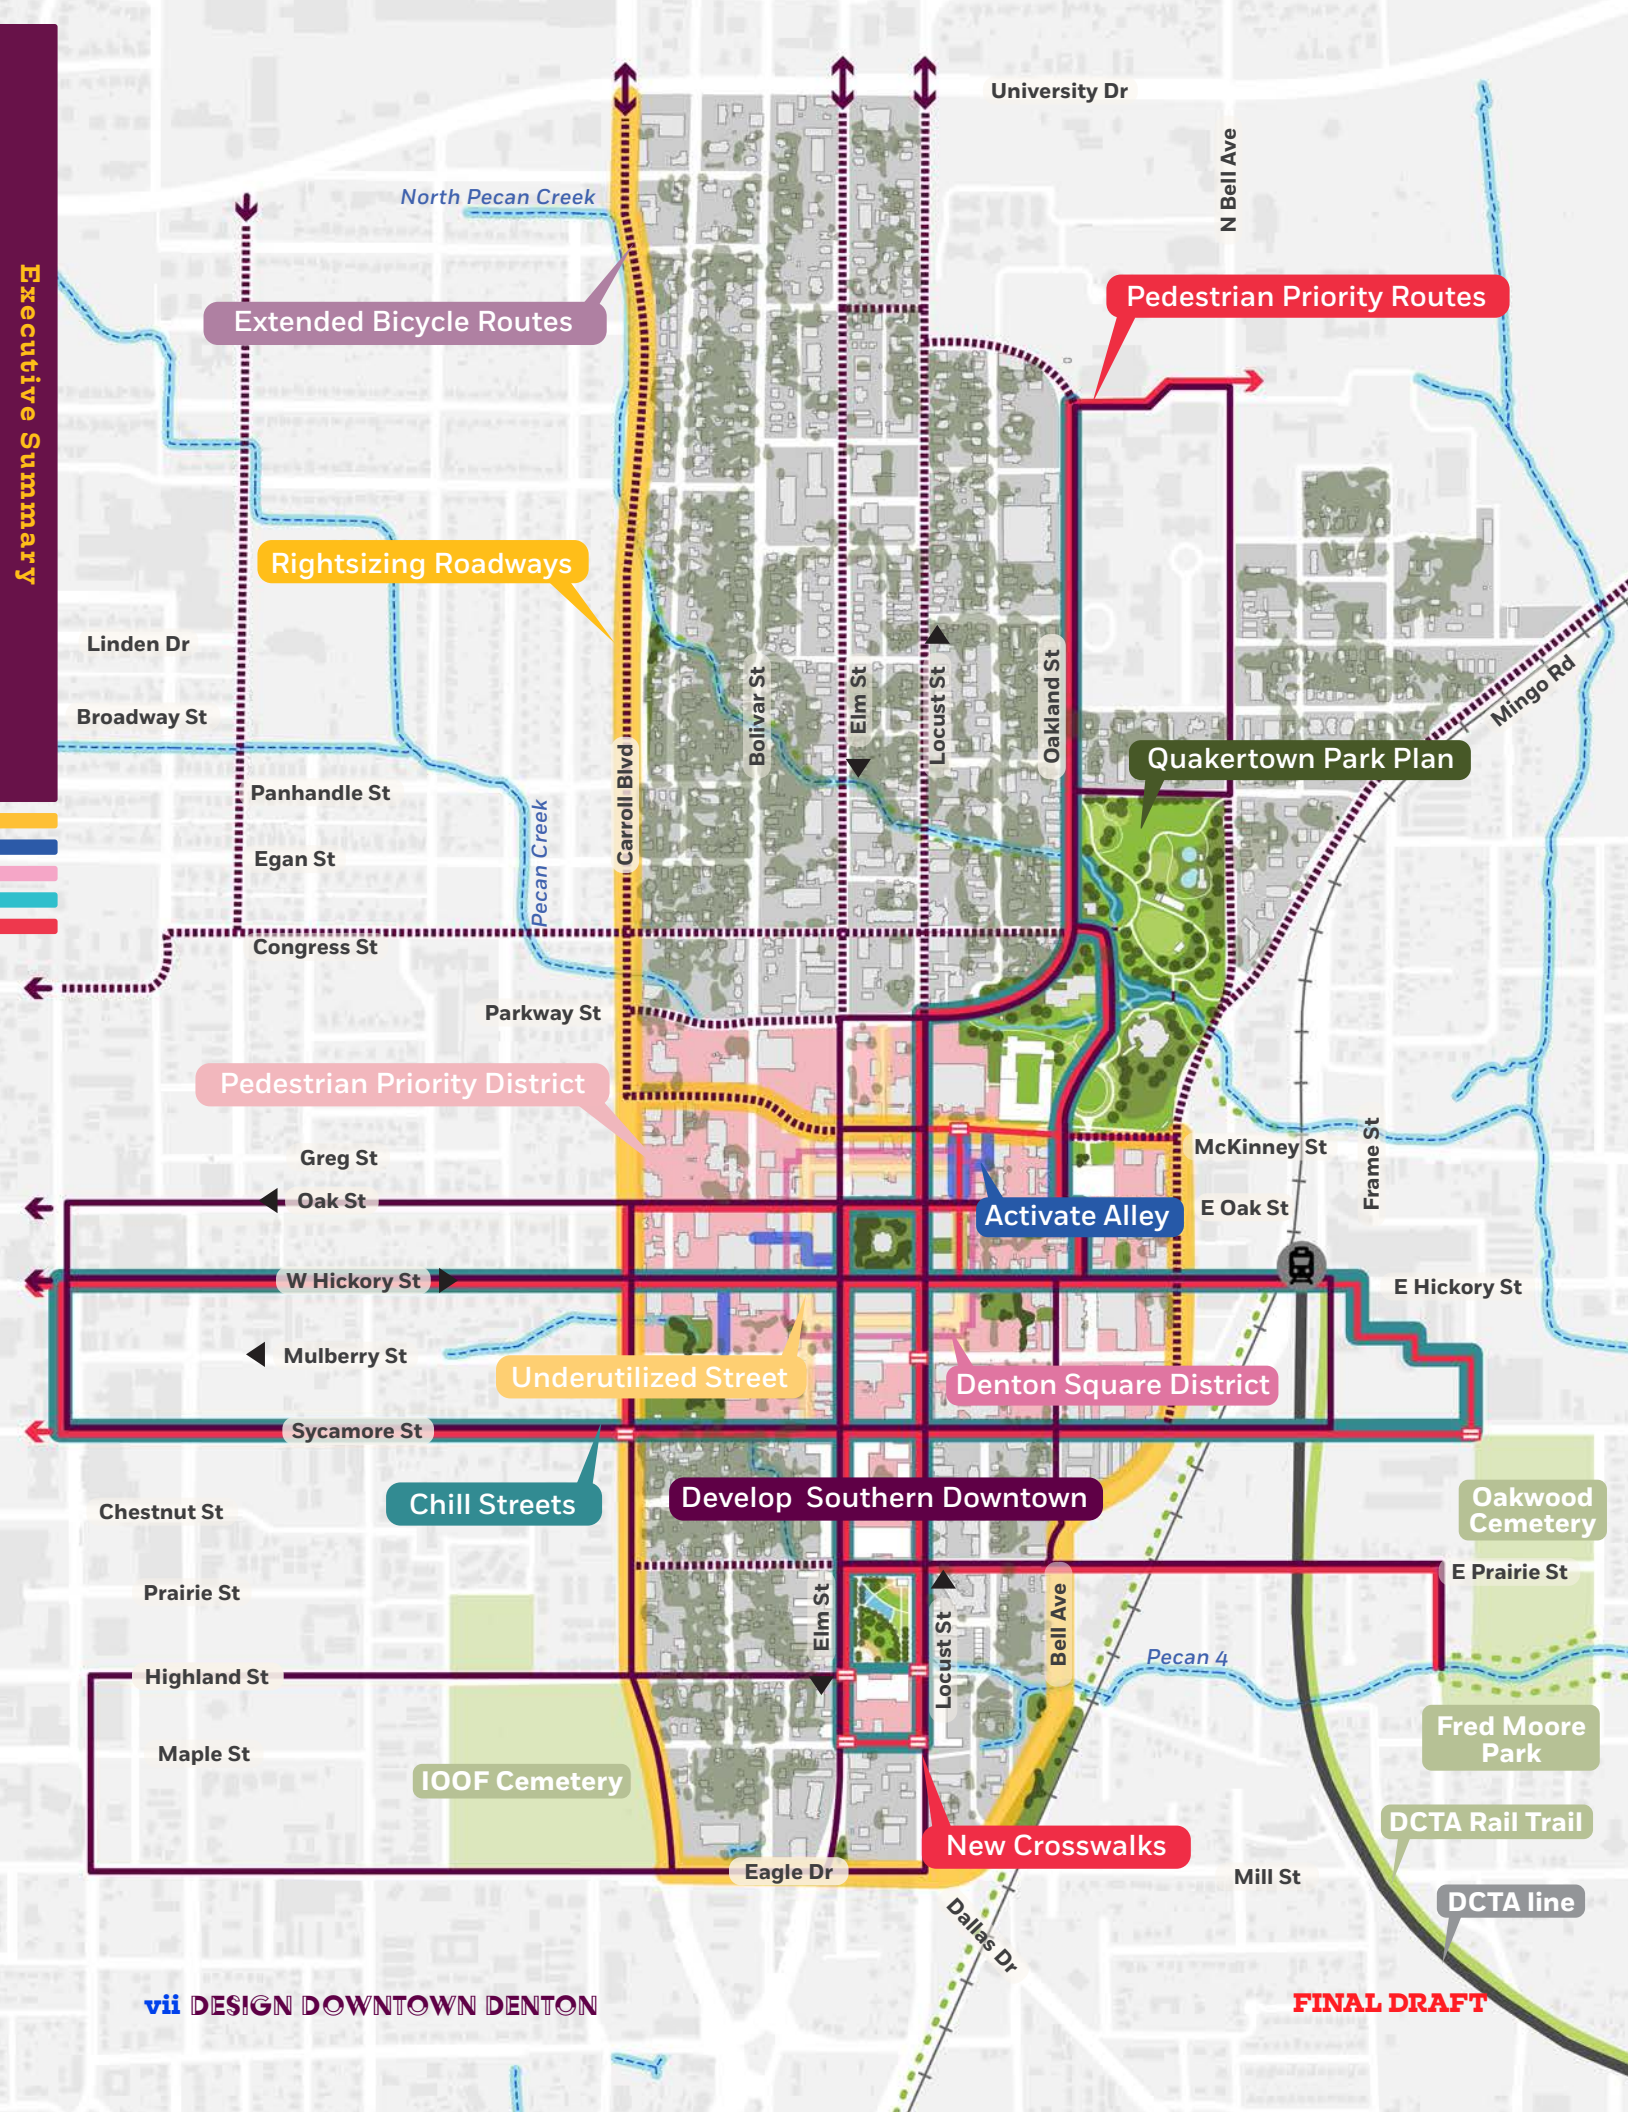 Executive Summary
University Dr
N Bell Ave
North Pecan Creek
Extended Bicycle Routes
Pedestrian Priority Routes
Rightsizing Roadways
Linden Dr
Broadway St
Panhandle St
Egan St
Congress St
Parkway St
Pecan Creek
Carroll Blvd
Bolivar St
Elm St
Locust St
Oakland St
Mingo Rd
Quakertown Park Plan
Pedestrian Priority District
Greg St
Oak St
W Hickory St
Mulberry St
Sycamore St
McKinney St
Frame St
E Oak St
Activate Alley
E Hickory St
Underutilized Street
Denton Square District
Chill Streets
Develop Southern Downtown
Chestnut St
Prairie St
Highland St
Maple St
Oakwood
Cemetery
E Prairie St
Elm St
Locust St
Bell Ave
Pecan 4
Fred Moore
Park
IOOF Cemetery
DCTA Rail Trail
New Crosswalks
Eagle Dr
Mill St
DCTA line
Dallas Dr
vii DESIGN DOWNTOWN DENTON
FINAL DRAFT